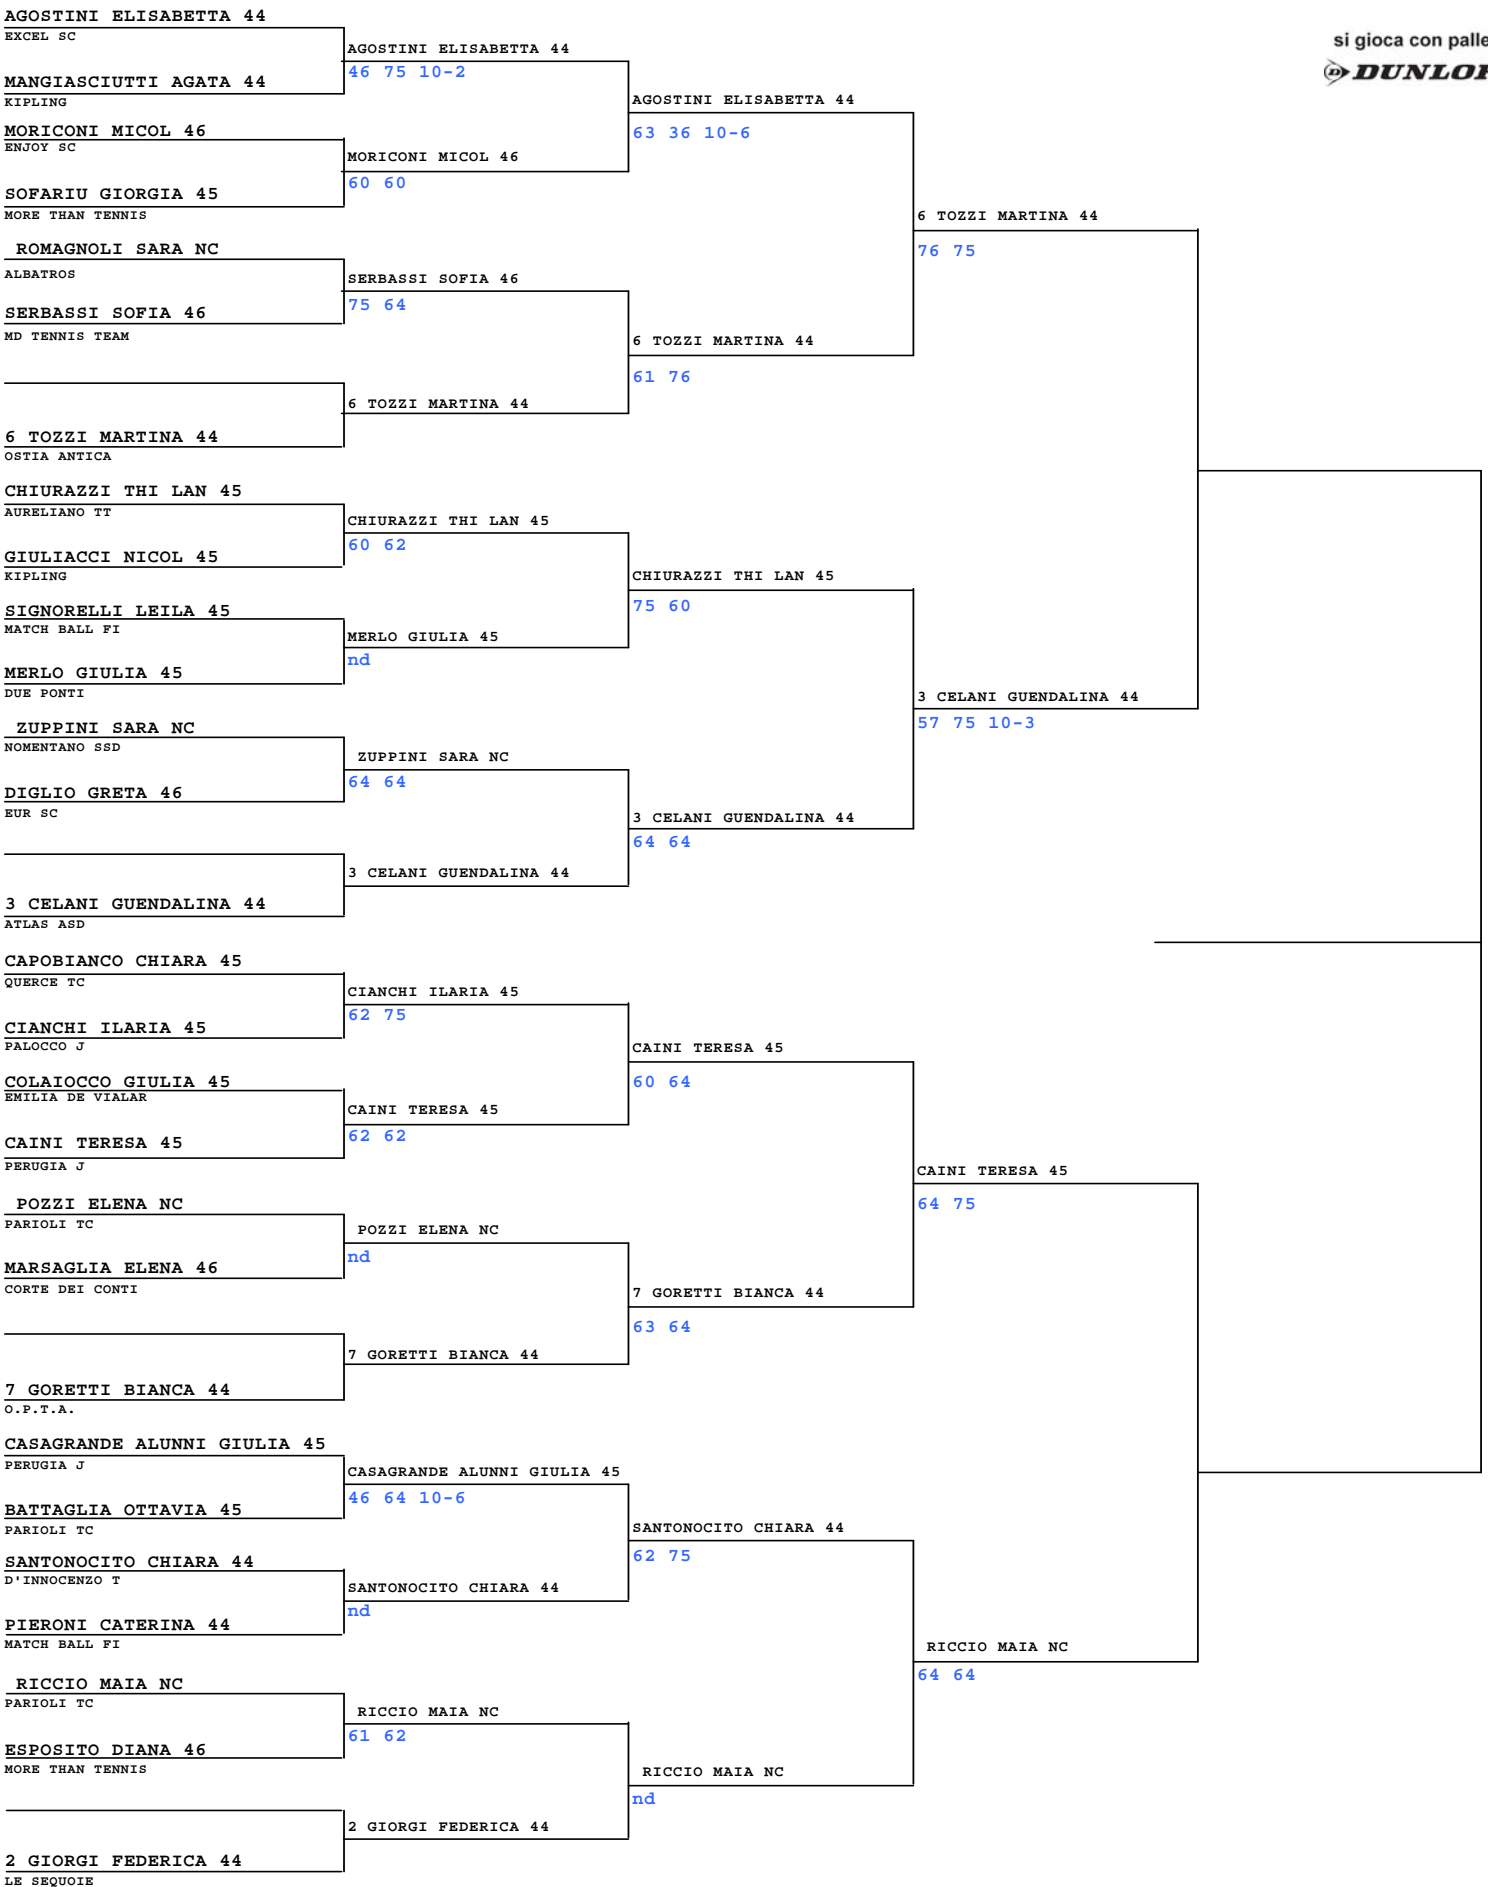 AGOSTINI ELISABETTA 44
EXCEL SC
AGOSTINI ELISABETTA 44
46 75 10-2
MANGIASCIUTTI AGATA 44
KIPLING
AGOSTINI ELISABETTA 44
63 36 10-6
MORICONI MICOL 46
ENJOY SC
MORICONI MICOL 46
60 60
SOFARIU GIORGIA 45
MORE THAN TENNIS
6 TOZZI MARTINA 44
76 75
ROMAGNOLI SARA NC
ALBATROS
SERBASSI SOFIA 46
75 64
SERBASSI SOFIA 46
MD TENNIS TEAM
6 TOZZI MARTINA 44
61 76
6 TOZZI MARTINA 44
6 TOZZI MARTINA 44
OSTIA ANTICA
CHIURAZZI THI LAN 45
AURELIANO TT
CHIURAZZI THI LAN 45
60 62
GIULIACCI NICOL 45
KIPLING
CHIURAZZI THI LAN 45
75 60
SIGNORELLI LEILA 45
MATCH BALL FI
MERLO GIULIA 45
nd
MERLO GIULIA 45
DUE PONTI
3 CELANI GUENDALINA 44
57 75 10-3
ZUPPINI SARA NC
NOMENTANO SSD
ZUPPINI SARA NC
64 64
DIGLIO GRETA 46
EUR SC
3 CELANI GUENDALINA 44
64 64
3 CELANI GUENDALINA 44
3 CELANI GUENDALINA 44
ATLAS ASD
CAPOBIANCO CHIARA 45
QUERCE TC
CIANCHI ILARIA 45
62 75
CIANCHI ILARIA 45
PALOCCO J
CAINI TERESA 45
60 64
COLAIOCCO GIULIA 45
EMILIA DE VIALAR
CAINI TERESA 45
62 62
CAINI TERESA 45
PERUGIA J
CAINI TERESA 45
64 75
POZZI ELENA NC
PARIOLI TC
POZZI ELENA NC
nd
MARSAGLIA ELENA 46
CORTE DEI CONTI
7 GORETTI BIANCA 44
63 64
7 GORETTI BIANCA 44
7 GORETTI BIANCA 44
O.P.T.A.
CASAGRANDE ALUNNI GIULIA 45
PERUGIA J
CASAGRANDE ALUNNI GIULIA 45
46 64 10-6
BATTAGLIA OTTAVIA 45
PARIOLI TC
SANTONOCITO CHIARA 44
62 75
SANTONOCITO CHIARA 44
D'INNOCENZO T
SANTONOCITO CHIARA 44
nd
PIERONI CATERINA 44
MATCH BALL FI
RICCIO MAIA NC
64 64
RICCIO MAIA NC
PARIOLI TC
RICCIO MAIA NC
61 62
ESPOSITO DIANA 46
MORE THAN TENNIS
RICCIO MAIA NC
nd
2 GIORGI FEDERICA 44
2 GIORGI FEDERICA 44
LE SEQUOIE
si gioca con palle